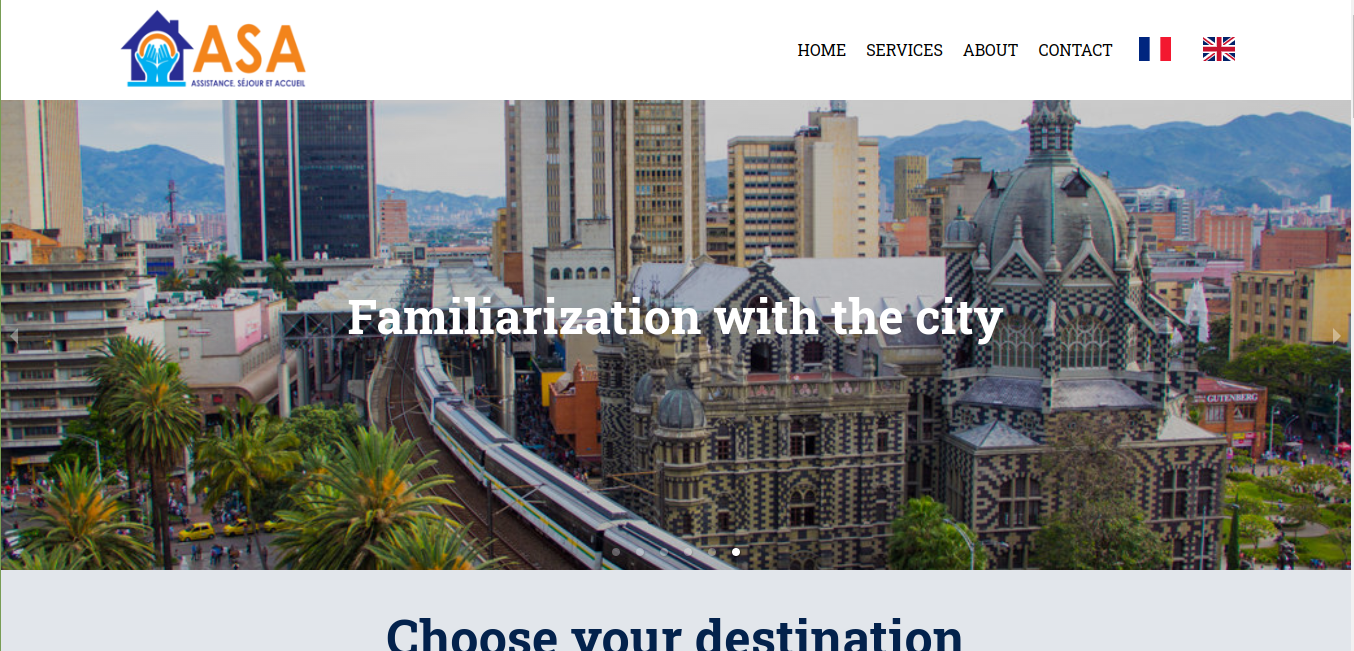 ASA
ASSISTANCE, SÉJOUR ET ACCUEIL
HOME SERVICES ABOUT CONTACT
Familiarization with the city
GUTENBERG
Choose your destination